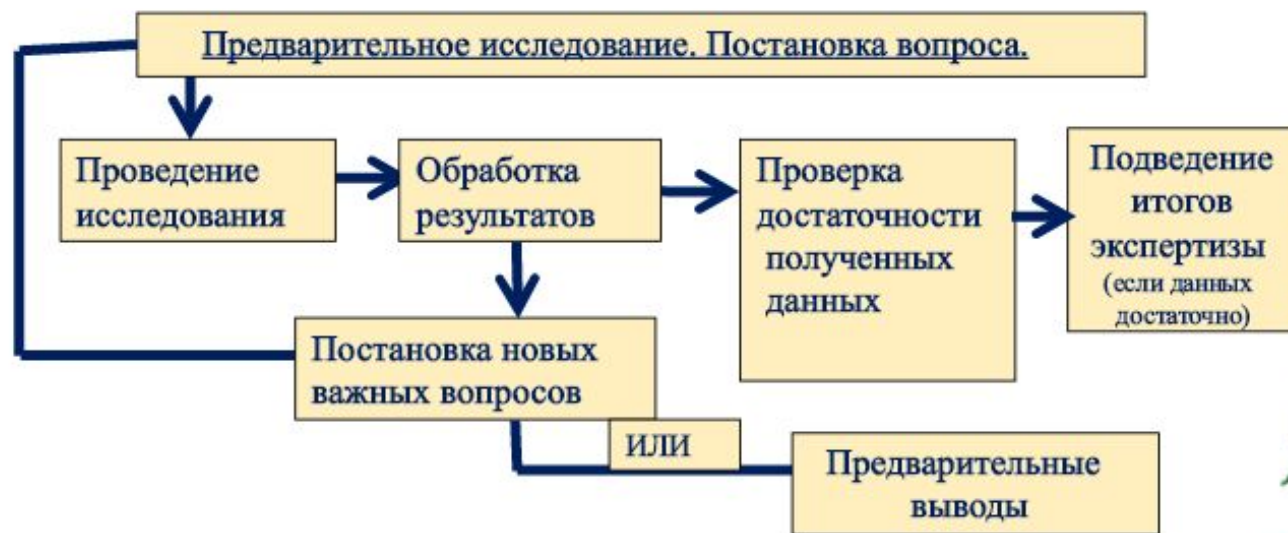 Предварительное исследование. Постановка вопроса.
Проведение
исследования
Обработка
результатов
Проверка
достаточности
полученных
данных
Подведение
итогов
экспертизы
(если данных
достаточно)
Постановка новых
важных вопросов
ИЛИ
Предварительные
выводы